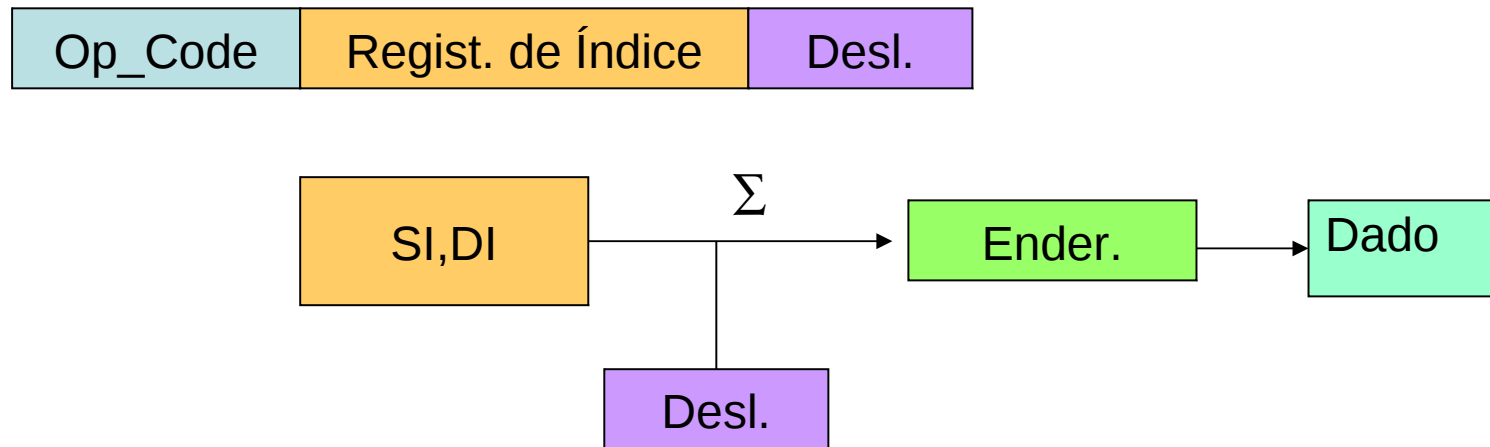 Op_Code Regist. de Índice Desl.
Σ
SI,DI Ender. Dado
Desl.